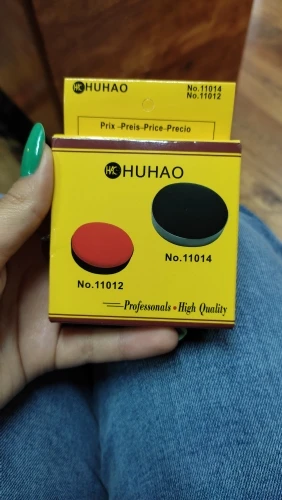 HUHAO
No.11014
No.11012
Prix -Preis-Price-Precio
HUHAO
No.11014
No.11012
Professonals • High Quality